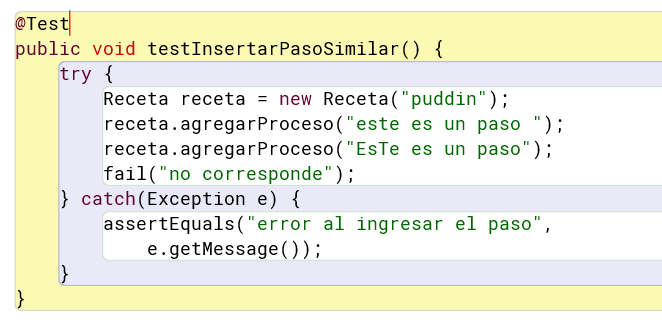 @Test
public void testInsertarPasoSimilar() {
try {
Receta receta = new Receta("puddin");
receta.agregarProceso("este es un paso ");
receta.agregarProceso("EsTe es un paso");
fail("no corresponde");
} catch(Exception e) {
assertEquals("error al ingresar el paso",
e.getMessage());
}
}